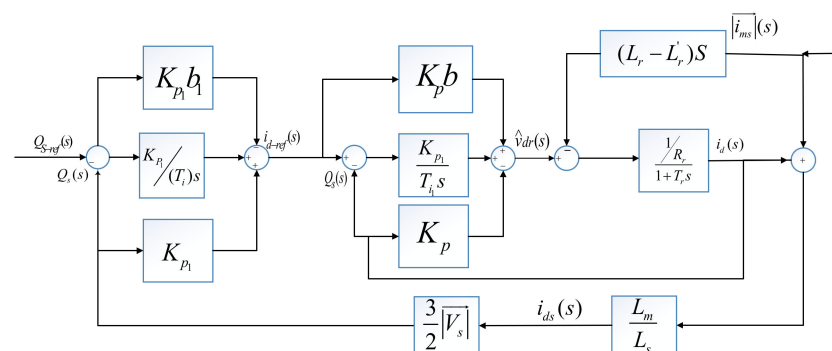 |i_ms|(s)
(L_r − L'_r)S
K_p1 b_1
K_p b
Q_S−ref(s)
−
K_P1/(T_i)s
−
+
+
i_d−ref(s)
+
−
Q_s(s)
K_p1/T_i1 s
+
+
−
v̂dr(s)
+
−
1/R_r / 1+T_r s
i_d(s)
+
Q_s(s)
K_p1
K_p
3/2 |V_s|
i_ds(s)
L_m/L_s